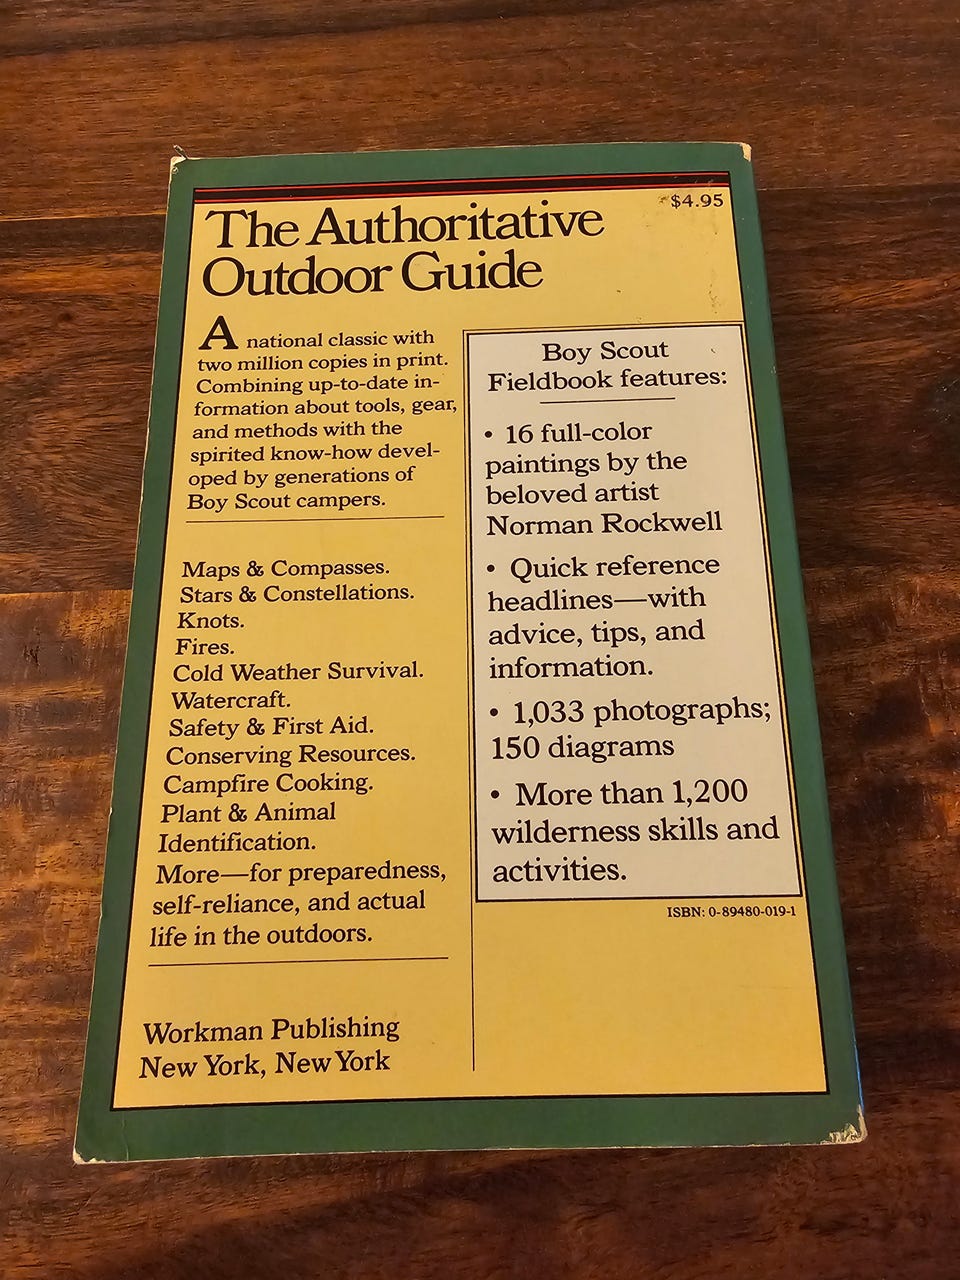 $4.95
The Authoritative
Outdoor Guide
A national classic with
two million copies in print.
Combining up-to-date in-
formation about tools, gear,
and methods with the
spirited know-how devel-
oped by generations of
Boy Scout campers.
Maps & Compasses.
Stars & Constellations.
Knots.
Fires.
Cold Weather Survival.
Watercraft.
Safety & First Aid.
Conserving Resources.
Campfire Cooking.
Plant & Animal
Identification.
More—for preparedness,
self-reliance, and actual
life in the outdoors.
Workman Publishing
New York, New York
Boy Scout
Fieldbook features:
• 16 full-color
paintings by the
beloved artist
Norman Rockwell
• Quick reference
headlines—with
advice, tips, and
information.
• 1,033 photographs;
150 diagrams
• More than 1,200
wilderness skills and
activities.
ISBN: 0-89480-019-1